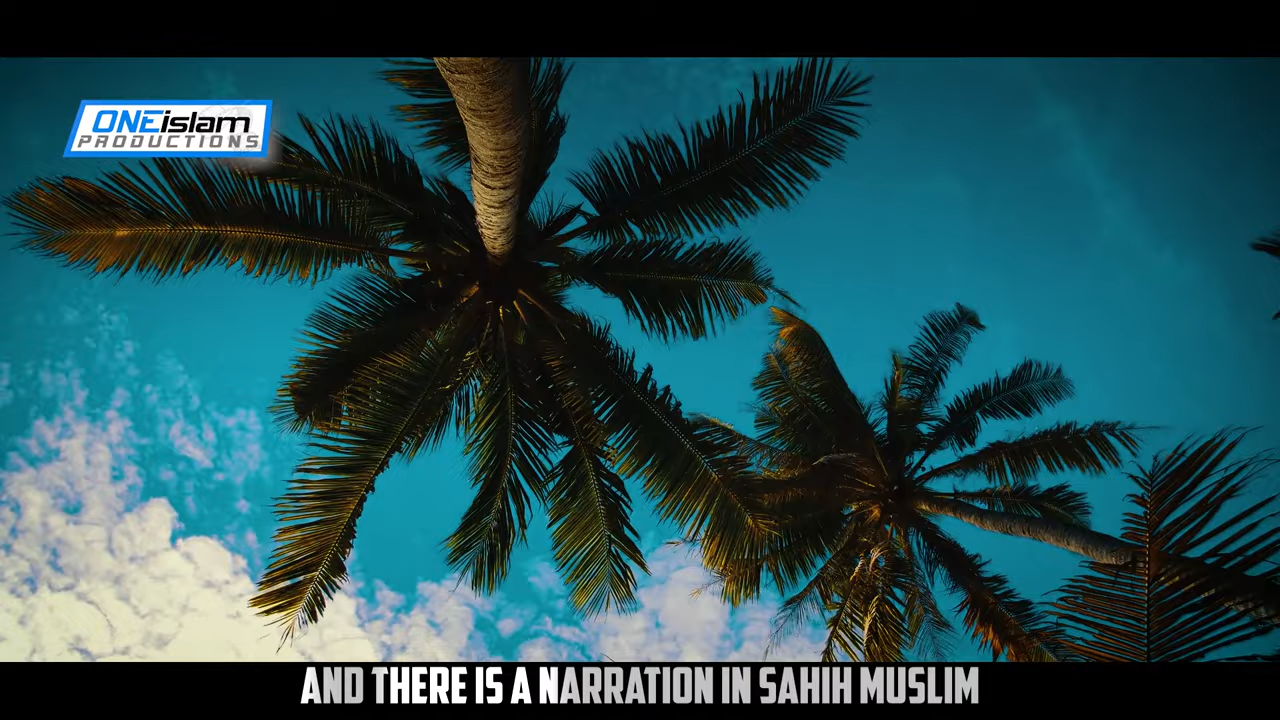 ONEislam
PRODUCTIONS
AND THERE IS A NARRATION IN SAHIH MUSLIM